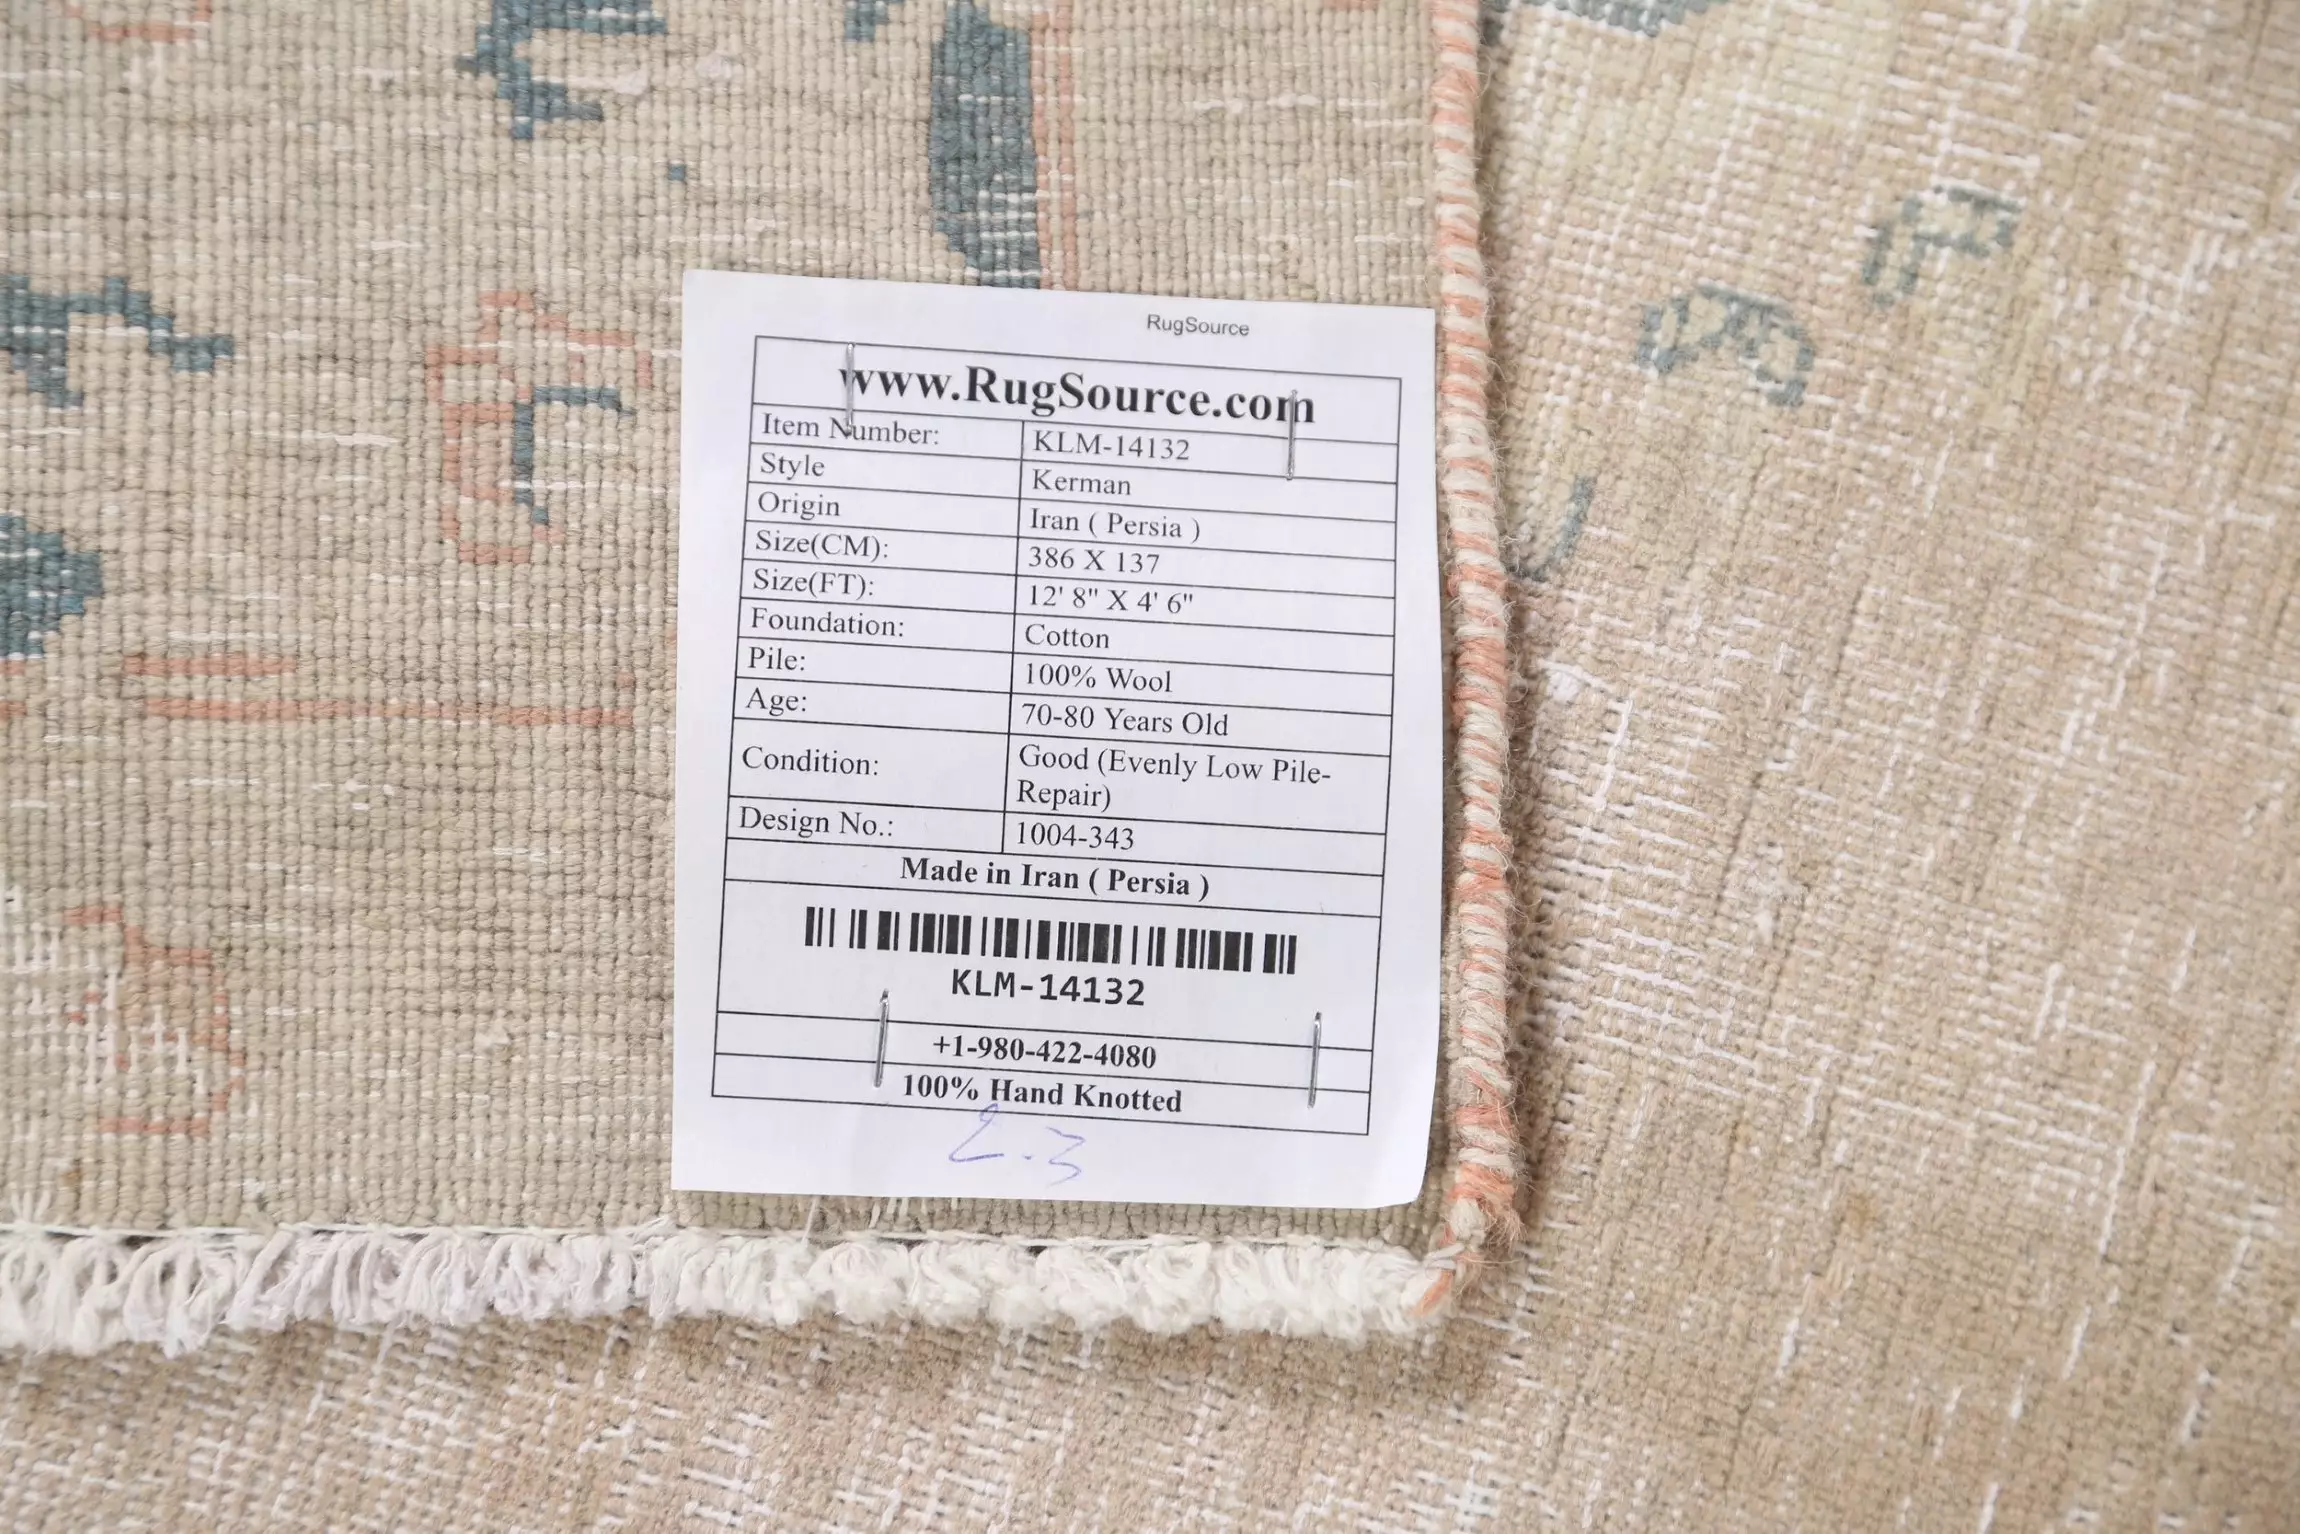 RugSource
www.RugSource.com
Item Number: KLM-14132
Style Kerman
Origin Iran ( Persia )
Size(CM): 386 X 137
Size(FT): 12' 8" X 4' 6"
Foundation: Cotton
Pile: 100% Wool
Age: 70-80 Years Old
Condition: Good (Evenly Low Pile-
Repair)
Design No.: 1004-343
Made in Iran ( Persia )
KLM-14132
+1-980-422-4080
100% Hand Knotted
2.3